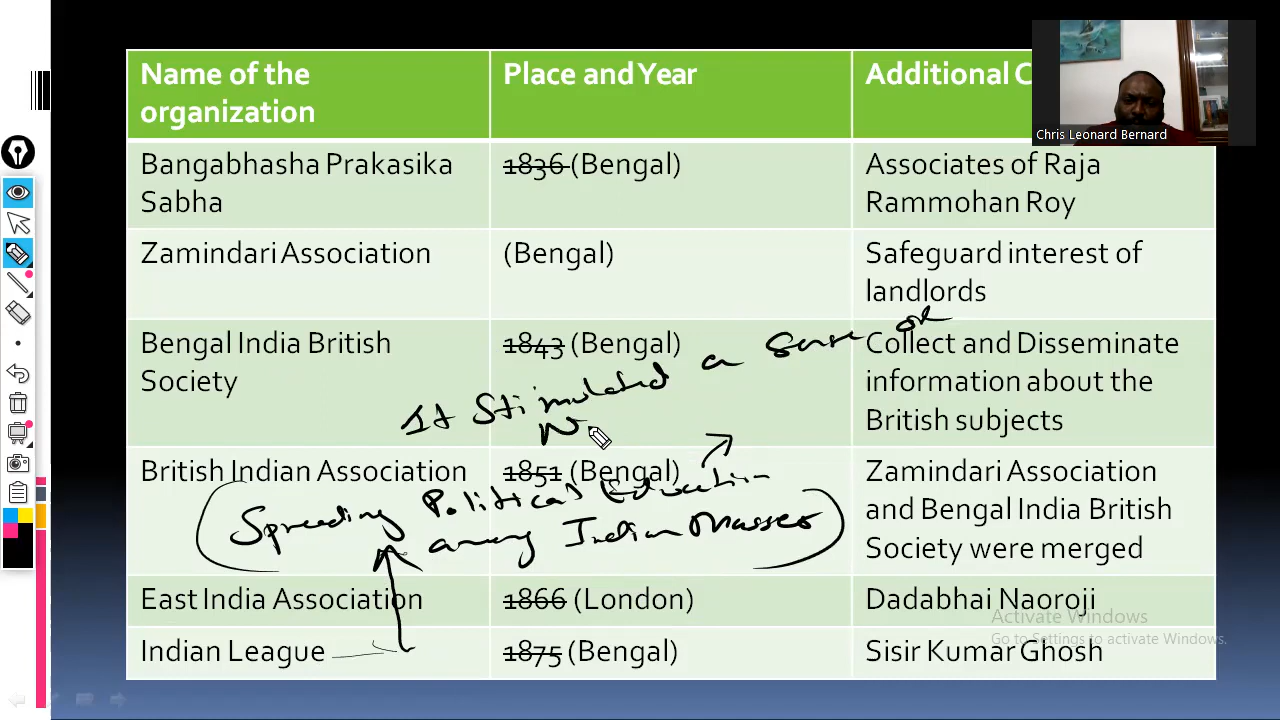 Name of the
organization
Place and Year
Additional C
Chris Leonard Bernard
Bangabhasha Prakasika
Sabha
1836 (Bengal)
Associates of Raja
Rammohan Roy
Zamindari Association
(Bengal)
Safeguard interest of
landlords
Bengal India British
Society
1843 (Bengal)
Collect and Disseminate
information about the
British subjects
It Stimulated a sense of
British Indian Association
1851 (Bengal)
Zamindari Association
and Bengal India British
Society were merged
Spreading Political Education
among Indian Masses
East India Association
1866 (London)
Dadabhai Naoroji
Indian League
1875 (Bengal)
Sisir Kumar Ghosh
Activate Windows
Go to Settings to activate Windows.